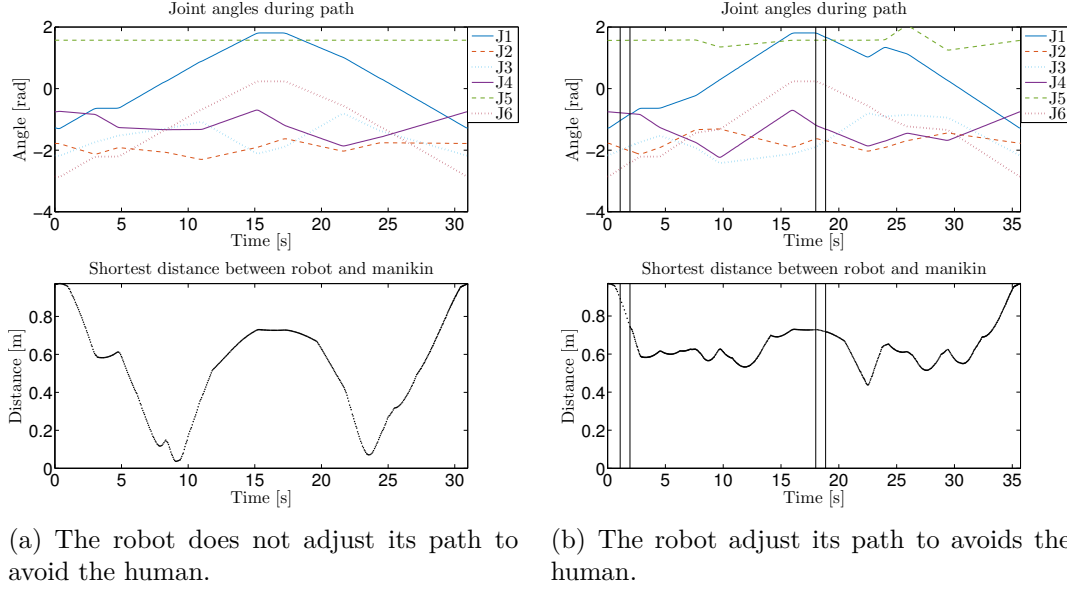 Joint angles during path
2
0
−2
−4
Angle [rad]
0 5 10 15 20 25 30
Time [s]
J1
J2
J3
J4
J5
J6
Shortest distance between robot and manikin
0.8
0.6
0.4
0.2
0
Distance [m]
0 5 10 15 20 25 30
Time [s]
(a) The robot does not adjust its path to
avoid the human.
Joint angles during path
2
0
−2
−4
Angle [rad]
0 5 10 15 20 25 30 35
Time [s]
J1
J2
J3
J4
J5
J6
Shortest distance between robot and manikin
0.8
0.6
0.4
0.2
0
Distance [m]
0 5 10 15 20 25 30 35
Time [s]
(b) The robot adjust its path to avoids the
human.